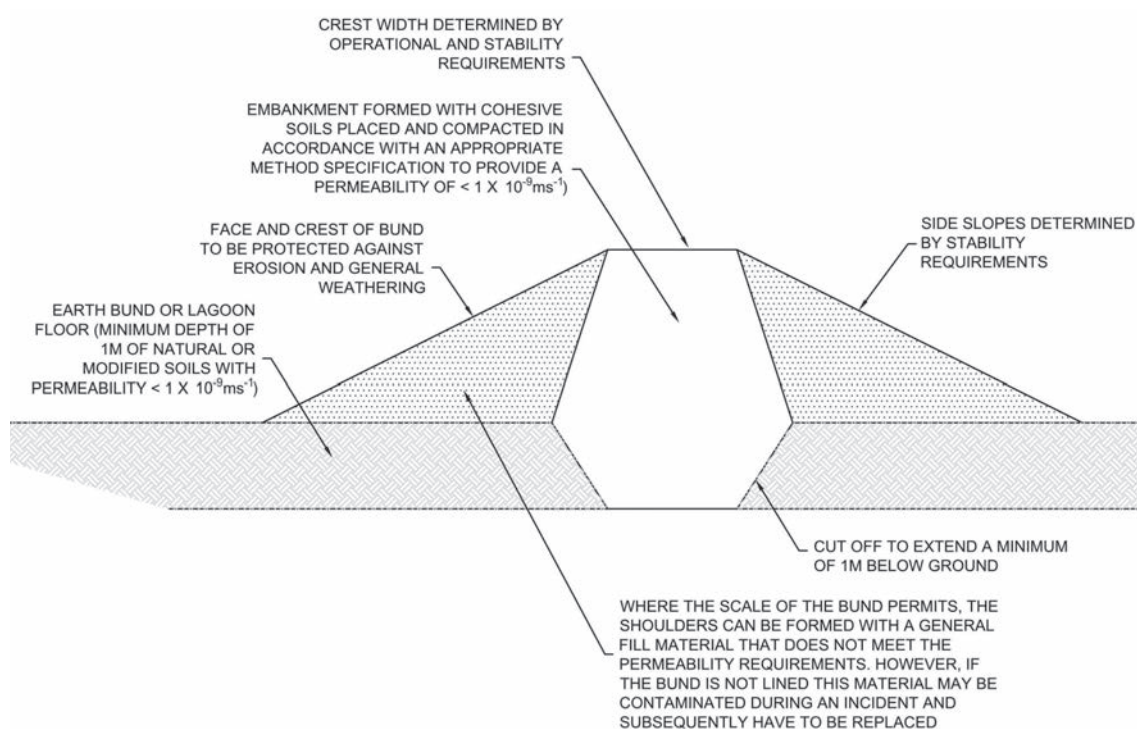 CREST WIDTH DETERMINED BY
OPERATIONAL AND STABILITY
REQUIREMENTS
EMBANKMENT FORMED WITH COHESIVE
SOILS PLACED AND COMPACTED IN
ACCORDANCE WITH AN APPROPRIATE
METHOD SPECIFICATION TO PROVIDE A
PERMEABILITY OF < 1 X 10⁻⁹ms⁻¹)
FACE AND CREST OF BUND
TO BE PROTECTED AGAINST
EROSION AND GENERAL
WEATHERING
SIDE SLOPES DETERMINED
BY STABILITY
REQUIREMENTS
EARTH BUND OR LAGOON
FLOOR (MINIMUM DEPTH OF
1M OF NATURAL OR
MODIFIED SOILS WITH
PERMEABILITY < 1 X 10⁻⁹ms⁻¹)
CUT OFF TO EXTEND A MINIMUM
OF 1M BELOW GROUND
WHERE THE SCALE OF THE BUND PERMITS, THE
SHOULDERS CAN BE FORMED WITH A GENERAL
FILL MATERIAL THAT DOES NOT MEET THE
PERMEABILITY REQUIREMENTS. HOWEVER, IF
THE BUND IS NOT LINED THIS MATERIAL MAY BE
CONTAMINATED DURING AN INCIDENT AND
SUBSEQUENTLY HAVE TO BE REPLACED